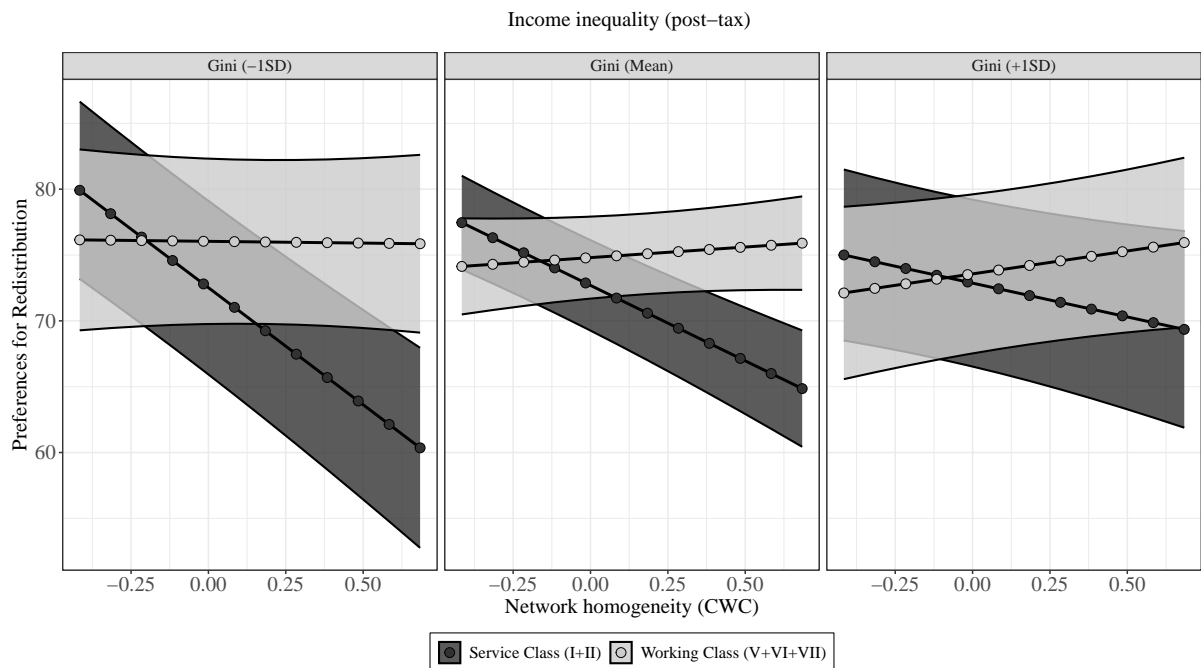 Income inequality (post−tax)
Gini (−1SD)
Gini (Mean)
Gini (+1SD)
Preferences for Redistribution
80
70
60
−0.25 0.00 0.25 0.50
−0.25 0.00 0.25 0.50
−0.25 0.00 0.25 0.50
Network homogeneity (CWC)
Service Class (I+II) Working Class (V+VI+VII)